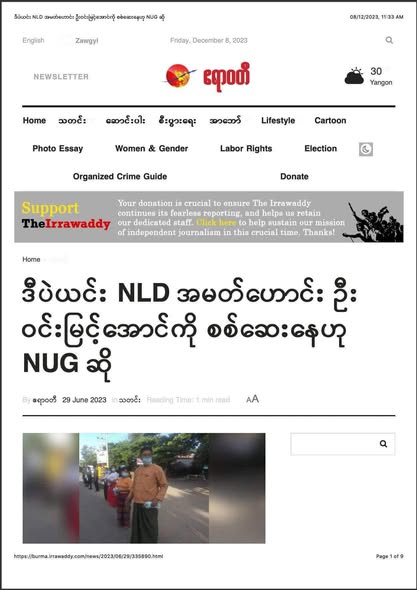 ဒီပဲယင်း NLD အမတ်ဟောင်း ဦးဝင်းမြင့်အောင်ကို စစ်ဆေးနေဟု NUG ဆို
08/12/2023, 11:33 AM
English Zawgyi Friday, December 8, 2023
NEWSLETTER
ဧရာဝတီ
30
Yangon
Home သတင်း ဆောင်းပါး စီးပွားရေး အာဘော် Lifestyle Cartoon
Photo Essay Women & Gender Labor Rights Election
Organized Crime Guide Donate
Support
TheIrrawaddy
Your donation is crucial to ensure The Irrawaddy
continues its fearless reporting, and helps us retain
our dedicated staff. Click here to help sustain our mission
of independent journalism in this crucial time. Thanks!
Home
ဒီပဲယင်း NLD အမတ်ဟောင်း ဦး
ဝင်းမြင့်အောင်ကို စစ်ဆေးနေဟု
NUG ဆို
By ဧရာဝတီ 29 June 2023 in သတင်း Reading Time: 1 min read AA
https://burma.irrawaddy.com/news/2023/06/29/335890.html
Page 1 of 9